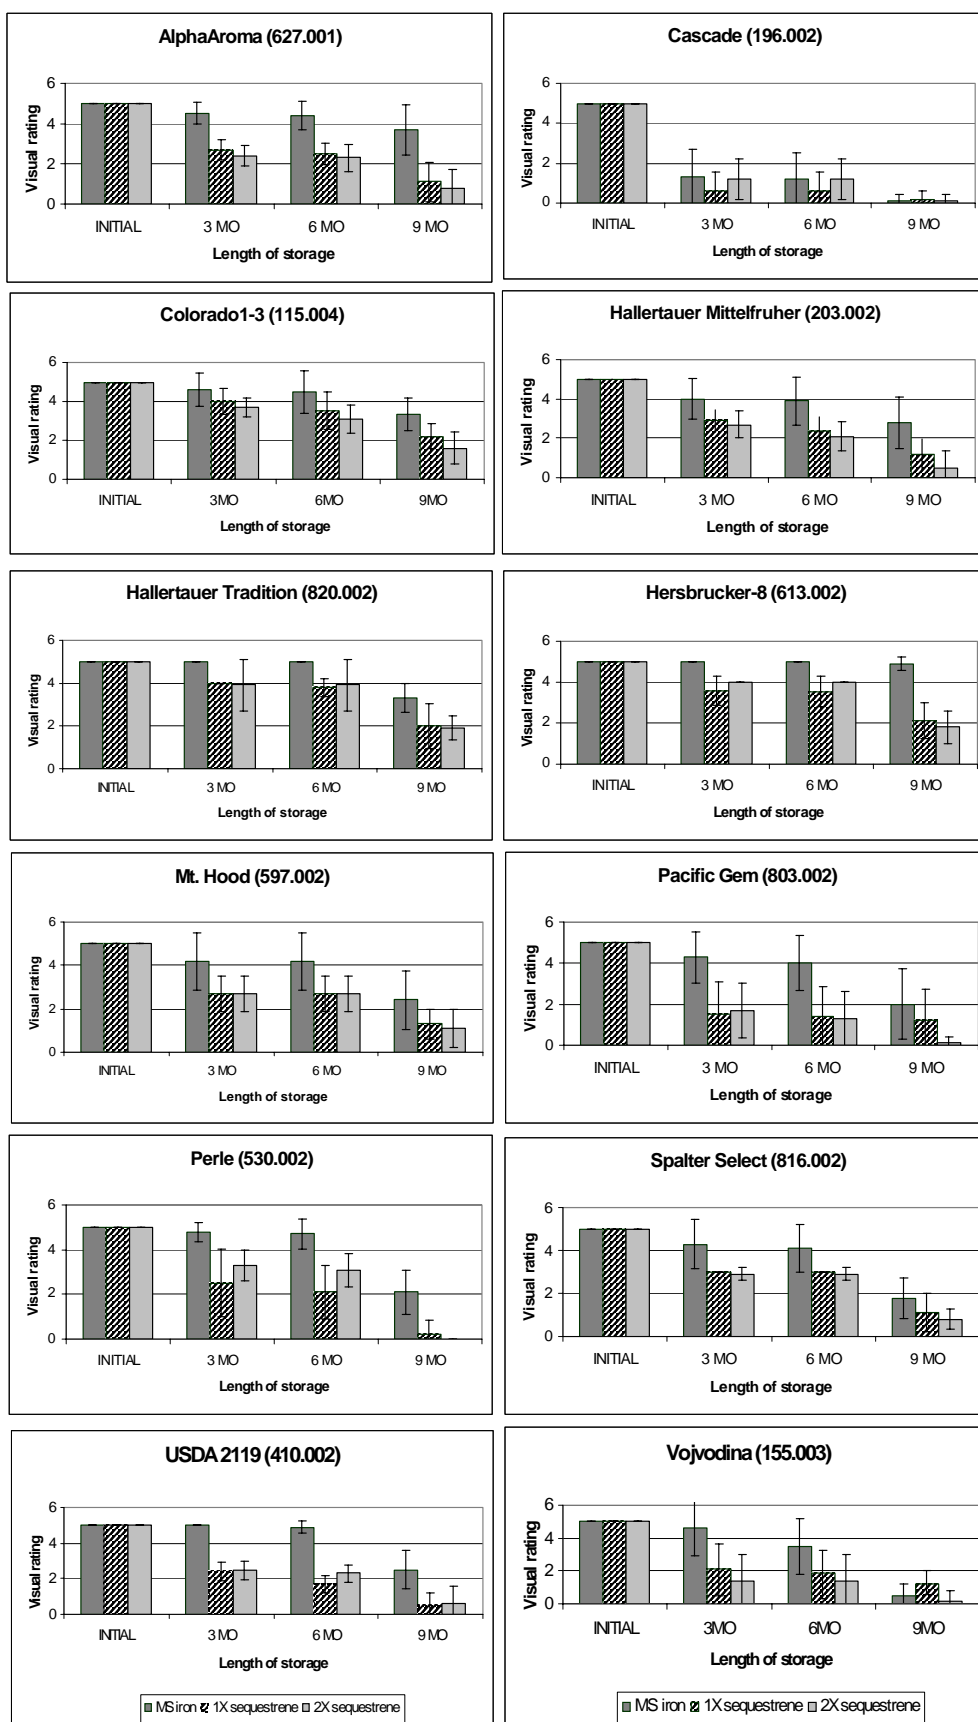 AlphaAroma (627.001)
6
4
2
0
Visual rating
INITIAL 3 MO 6 MO 9 MO
Length of storage
Cascade (196.002)
6
4
2
0
Visual rating
INITIAL 3 MO 6 MO 9 MO
Length of storage
Colorado1-3 (115.004)
6
4
2
0
Visual rating
INITIAL 3MO 6MO 9MO
Length of storage
Hallertauer Mittelfruher (203.002)
6
4
2
0
Visual rating
INITIAL 3 MO 6 MO 9 MO
Length of storage
Hallertauer Tradition (820.002)
6
4
2
0
Visual rating
INITIAL 3 MO 6 MO 9 MO
Length of storage
Hersbrucker-8 (613.002)
6
4
2
0
Visual rating
INITIAL 3 MO 6 MO 9 MO
Length of storage
Mt. Hood (597.002)
6
4
2
0
Visual rating
INITIAL 3 MO 6 MO 9 MO
Length of storage
Pacific Gem (803.002)
6
4
2
0
Visual rating
INITIAL 3 MO 6 MO 9 MO
Length of storage
Perle (530.002)
6
4
2
0
Visual rating
INITIAL 3 MO 6 MO 9 MO
Length of storage
Spalter Select (816.002)
6
4
2
0
Visual rating
INITIAL 3 MO 6 MO 9 MO
Length of storage
USDA 2119 (410.002)
6
4
2
0
Visual rating
INITIAL 3 MO 6 MO 9 MO
Length of storage
MS iron 1X sequestrene 2X sequestrene
Vojvodina (155.003)
6
4
2
0
Visual rating
INITIAL 3MO 6MO 9MO
Length of storage
MS iron 1X sequestrene 2X sequestrene